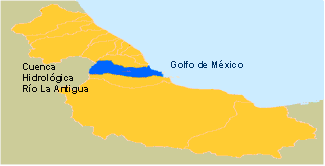 Golfo de México
Cuenca
Hidrológica
Río La Antigua